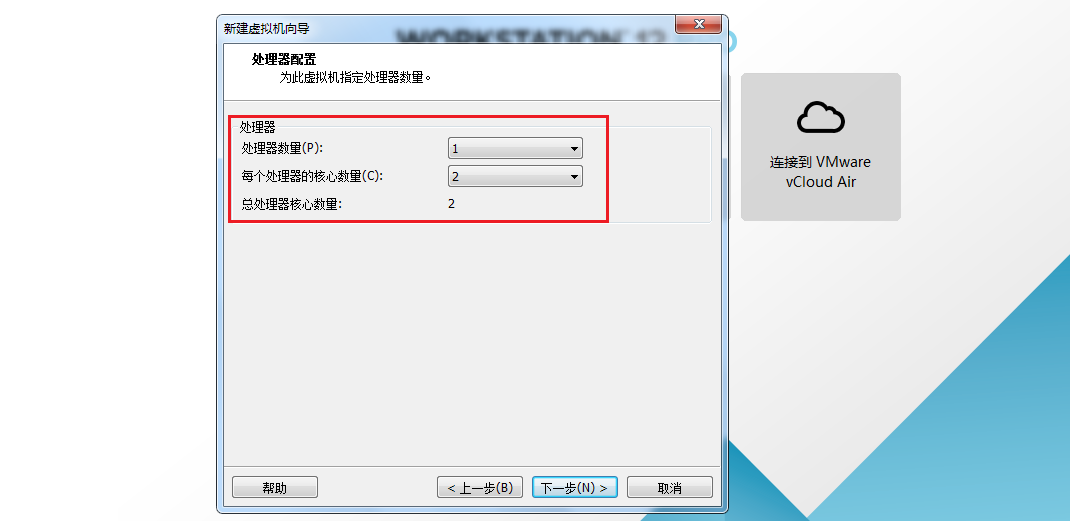 新建虚拟机向导
WORKSTATION 12
处理器配置
为此虚拟机指定处理器数量。
处理器
处理器数量(P):
1
每个处理器的核心数量(C):
2
总处理器核心数量:
2
帮助
< 上一步(B)
下一步(N) >
取消
连接到 VMware
vCloud Air